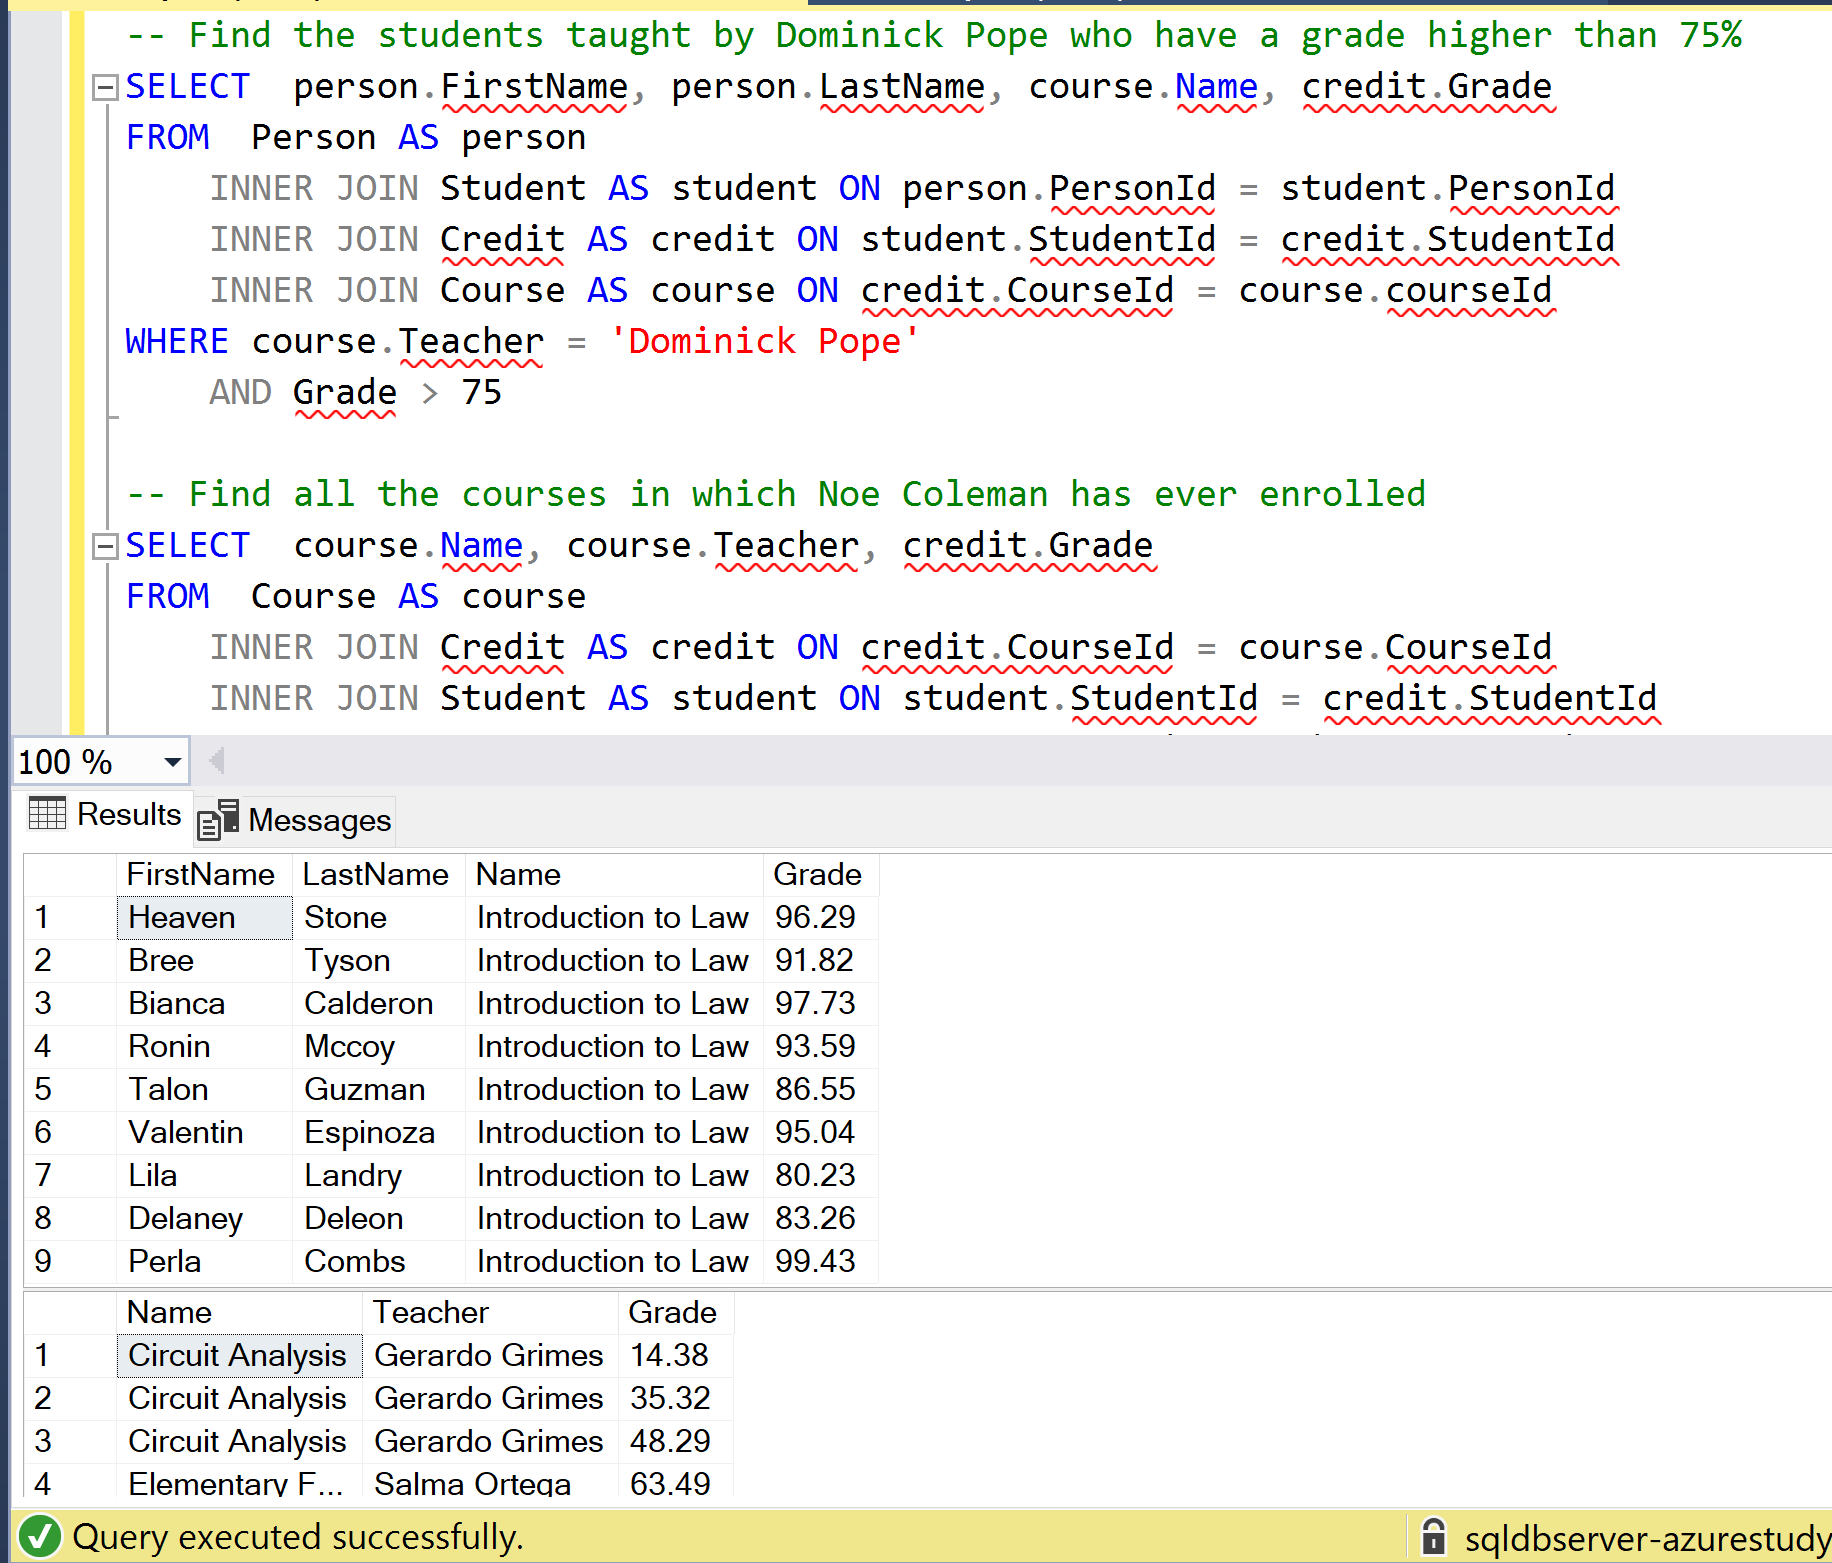 -- Find the students taught by Dominick Pope who have a grade higher than 75%
SELECT  person.FirstName, person.LastName, course.Name, credit.Grade
FROM  Person AS person
    INNER JOIN Student AS student ON person.PersonId = student.PersonId
    INNER JOIN Credit AS credit ON student.StudentId = credit.StudentId
    INNER JOIN Course AS course ON credit.CourseId = course.courseId
WHERE course.Teacher = 'Dominick Pope'
    AND Grade > 75
-- Find all the courses in which Noe Coleman has ever enrolled
SELECT  course.Name, course.Teacher, credit.Grade
FROM  Course AS course
    INNER JOIN Credit AS credit ON credit.CourseId = course.CourseId
    INNER JOIN Student AS student ON student.StudentId = credit.StudentId
100 %
Results Messages
FirstName LastName Name Grade
1 Heaven Stone Introduction to Law 96.29
2 Bree Tyson Introduction to Law 91.82
3 Bianca Calderon Introduction to Law 97.73
4 Ronin Mccoy Introduction to Law 93.59
5 Talon Guzman Introduction to Law 86.55
6 Valentin Espinoza Introduction to Law 95.04
7 Lila Landry Introduction to Law 80.23
8 Delaney Deleon Introduction to Law 83.26
9 Perla Combs Introduction to Law 99.43
Name Teacher Grade
1 Circuit Analysis Gerardo Grimes 14.38
2 Circuit Analysis Gerardo Grimes 35.32
3 Circuit Analysis Gerardo Grimes 48.29
4 Elementary F... Salma Ortega 63.49
Query executed successfully. sqldbserver-azurestudy